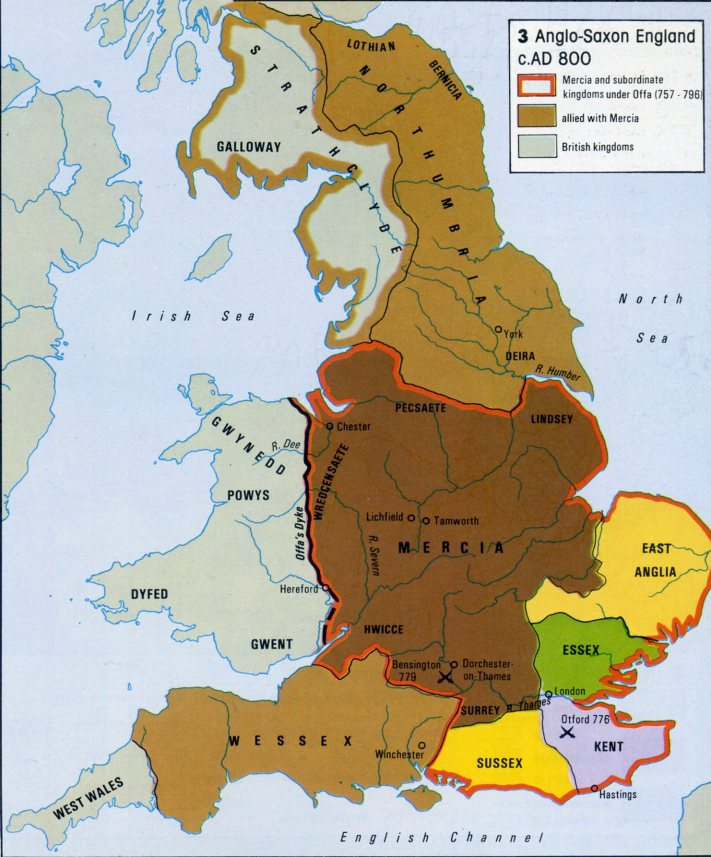 3 Anglo-Saxon England
c.AD 800
Mercia and subordinate
kingdoms under Offa (757 - 796)
allied with Mercia
British kingdoms
LOTHIAN
BERNICIA
STRATHCLYDE
NORTHUMBRIA
GALLOWAY
Irish Sea
North
Sea
York
DEIRA
R. Humber
PECSAETE
LINDSEY
Chester
GWYNEDD
R. Dee
WREOCENSAETE
POWYS
Offa's Dyke
Lichfield
Tamworth
MERCIA
R. Severn
EAST
ANGLIA
DYFED
Hereford
GWENT
HWICCE
ESSEX
Bensington
779
Dorchester-
on-Thames
London
SURREY
R. Thames
Otford 776
WESSEX
Winchester
SUSSEX
KENT
WEST WALES
Hastings
English Channel